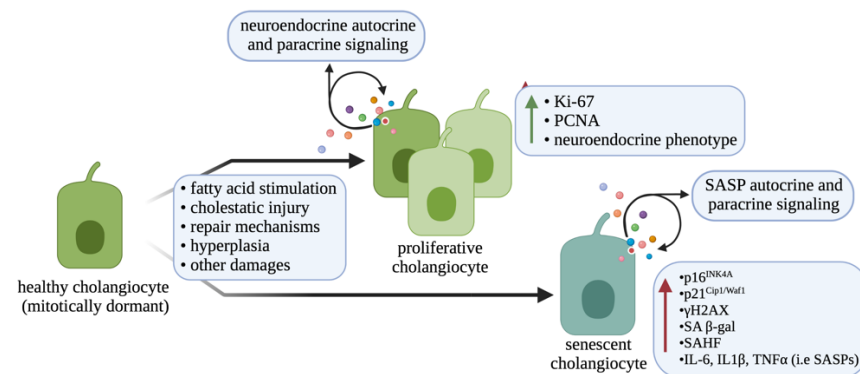 neuroendocrine autocrine
and paracrine signaling
• Ki-67
• PCNA
• neuroendocrine phenotype
• fatty acid stimulation
• cholestatic injury
• repair mechanisms
• hyperplasia
• other damages
proliferative
cholangiocyte
healthy cholangiocyte
(mitotically dormant)
SASP autocrine and
paracrine signaling
•p16INK4A
•p21Cip1/Waf1
•γH2AX
•SA β-gal
•SAHF
•IL-6, IL1β, TNFα (i.e SASPs)
senescent
cholangiocyte